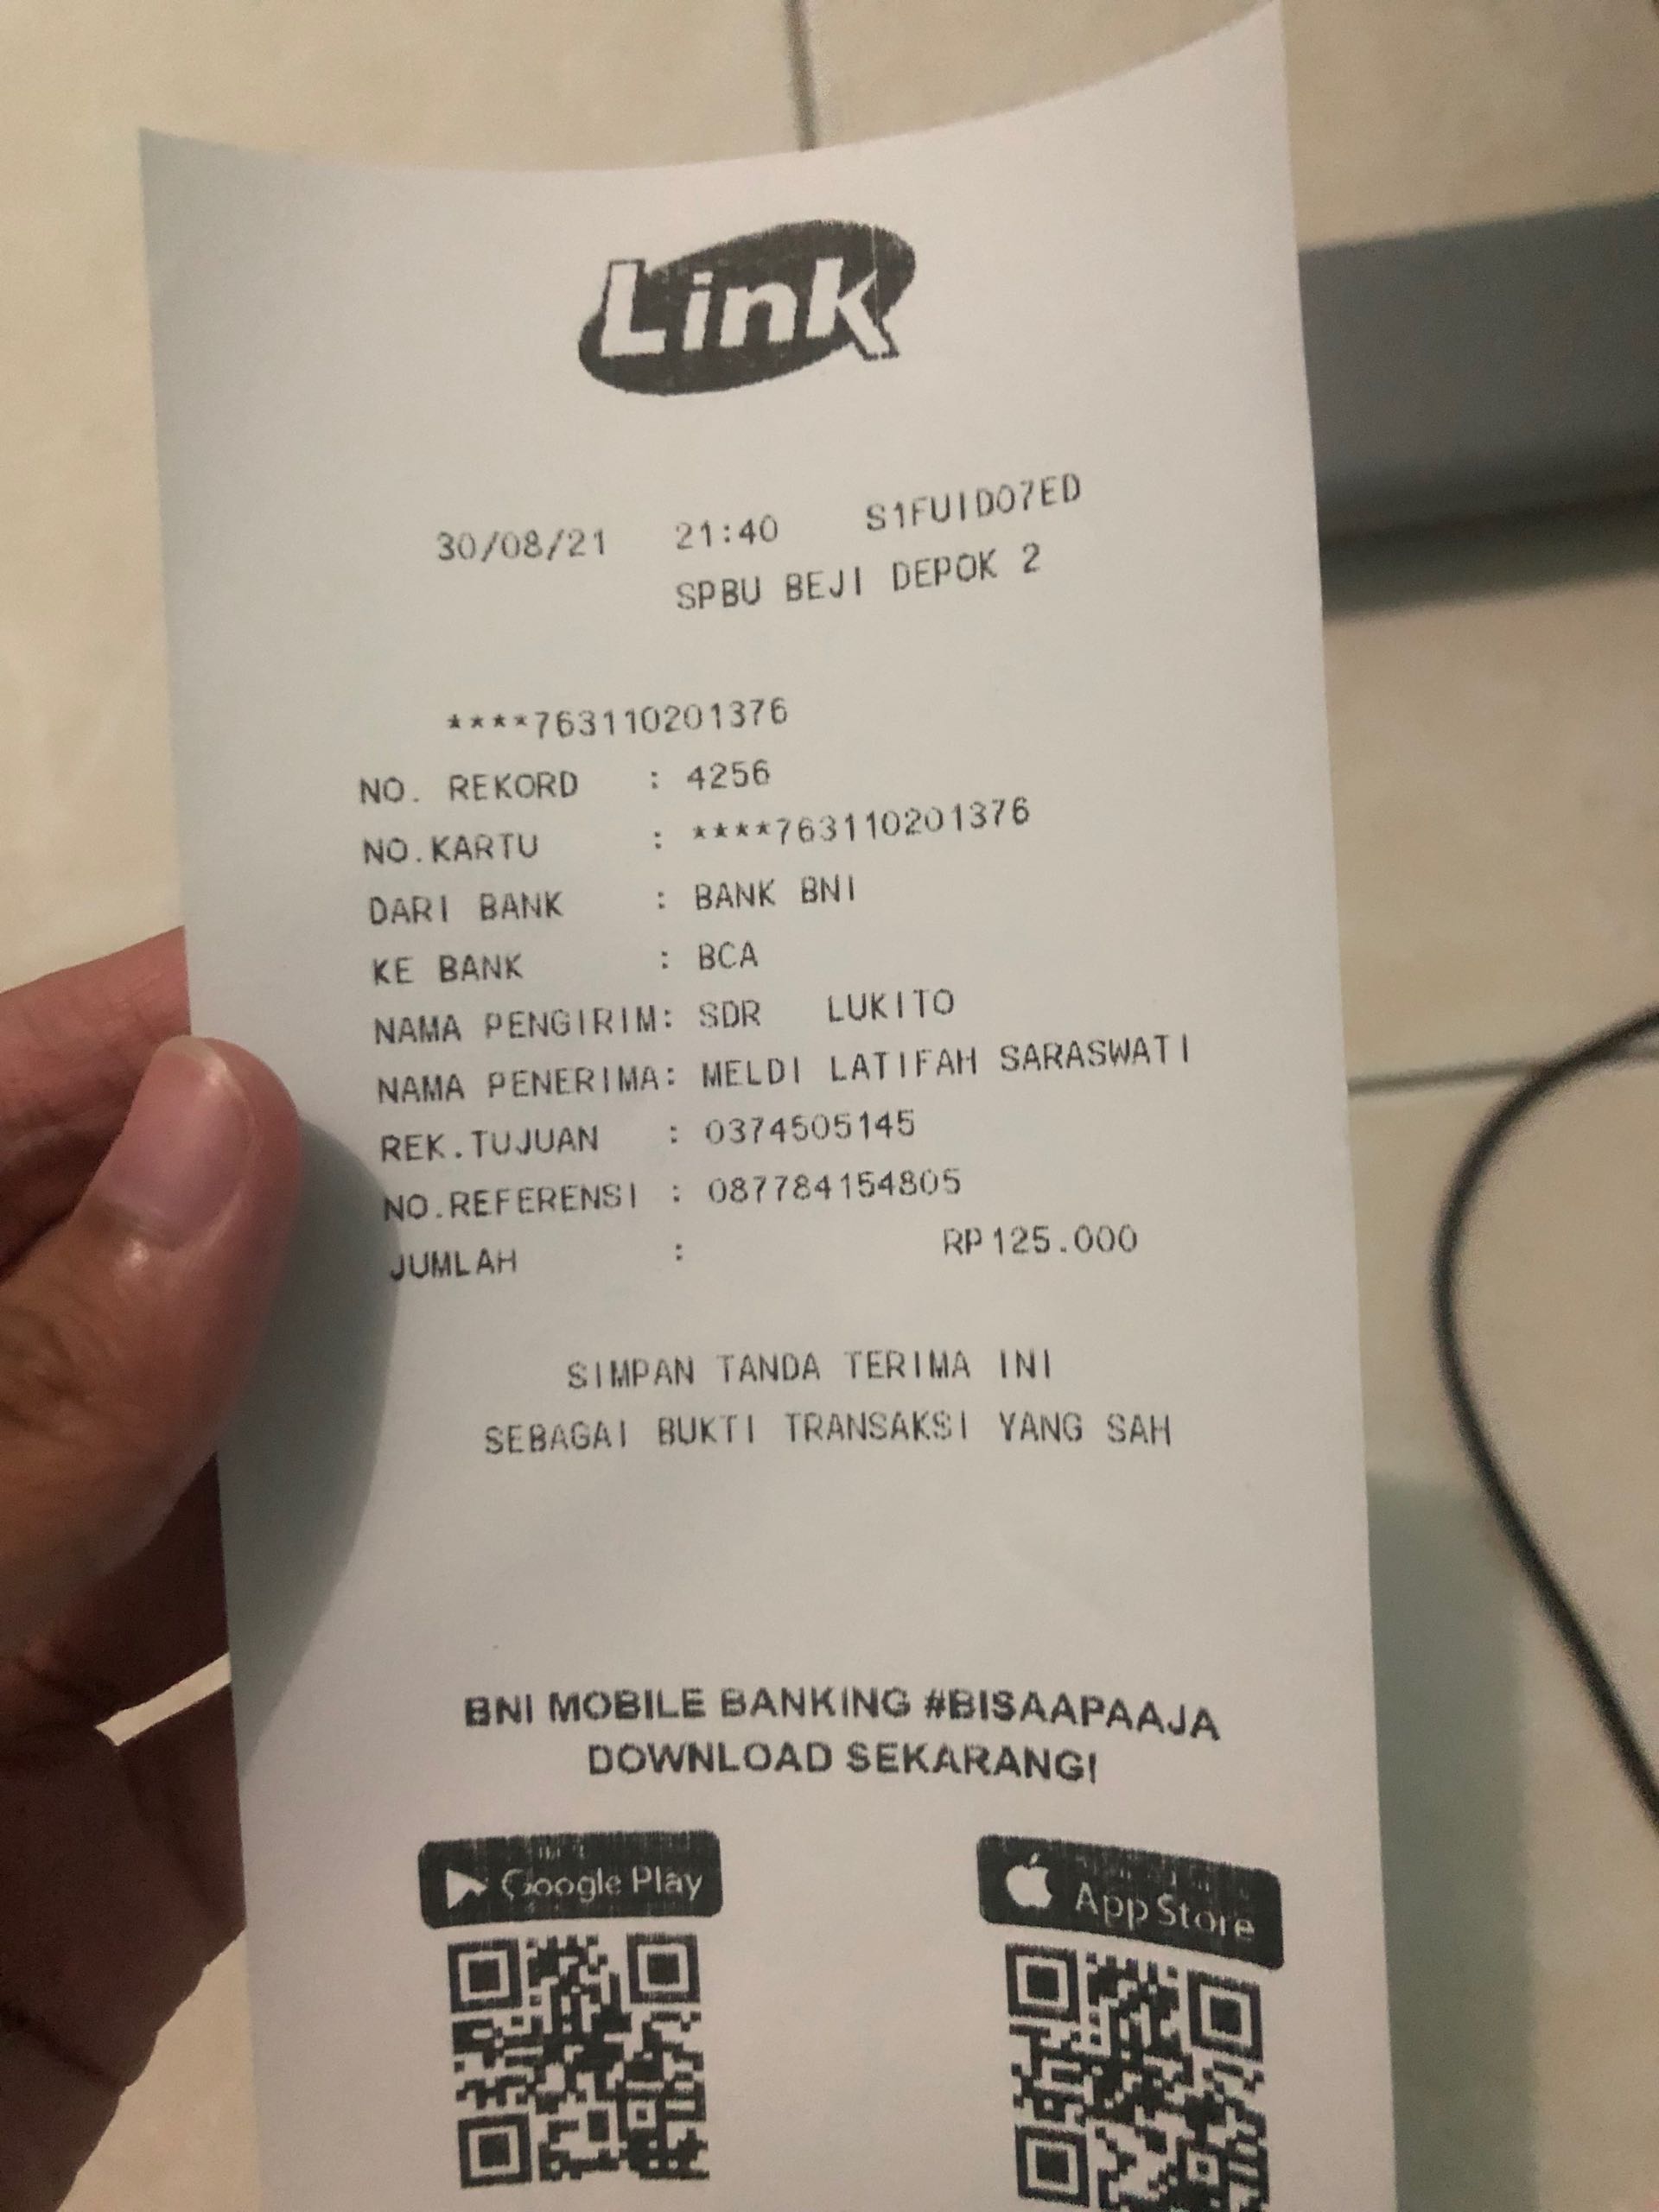 Link
30/08/21 21:40 S1FUID07ED
SPBU BEJI DEPOK 2
****763110201376
NO. REKORD : 4256
NO.KARTU : ****763110201376
DARI BANK : BANK BNI
KE BANK : BCA
NAMA PENGIRIM: SDR LUKITO
NAMA PENERIMA: MELDI LATIFAH SARASWATI
REK.TUJUAN : 0374505145
NO.REFERENSI : 087784154805
JUMLAH : RP 125.000
SIMPAN TANDA TERIMA INI
SEBAGAI BUKTI TRANSAKSI YANG SAH
BNI MOBILE BANKING #BISAAPAAJA
DOWNLOAD SEKARANG!
Google Play
App Store